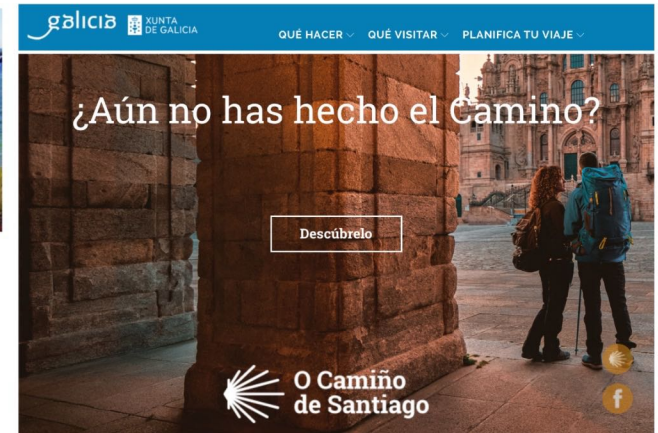 galicia
XUNTA
DE GALICIA
QUÉ HACER QUÉ VISITAR PLANIFICA TU VIAJE
¿Aún no has hecho el Camino?
Descúbrelo
O Camiño
de Santiago
f